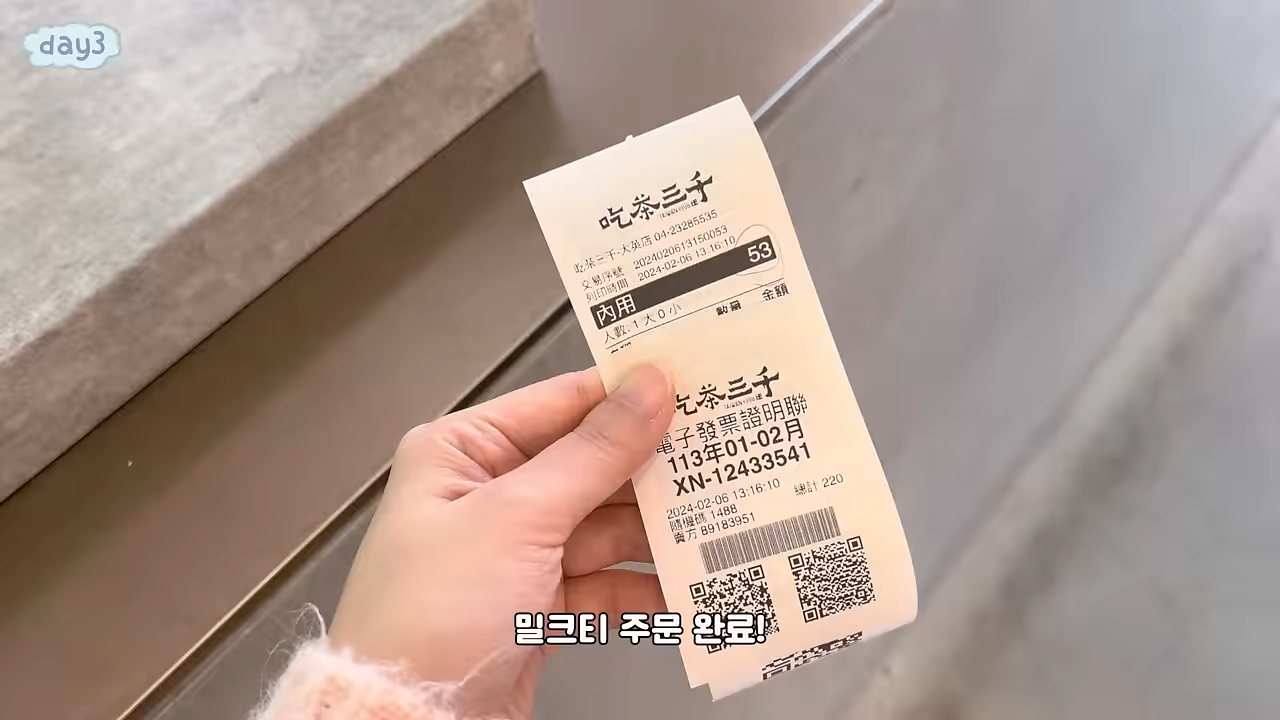 day3
吃茶三千
吃茶三千-大英店 04-23285535
交易序號 2024020613150053
列印時間 : 2024-02-06 13:16:10
內用 53
人數: 1 大 0 小
數量 金額
吃茶三千
電子發票證明聯
113年01-02月
XN-12433541
2024-02-06 13:16:10 總計 220
隨機碼 1488
賣方 89183951
밀크티 주문 완료!